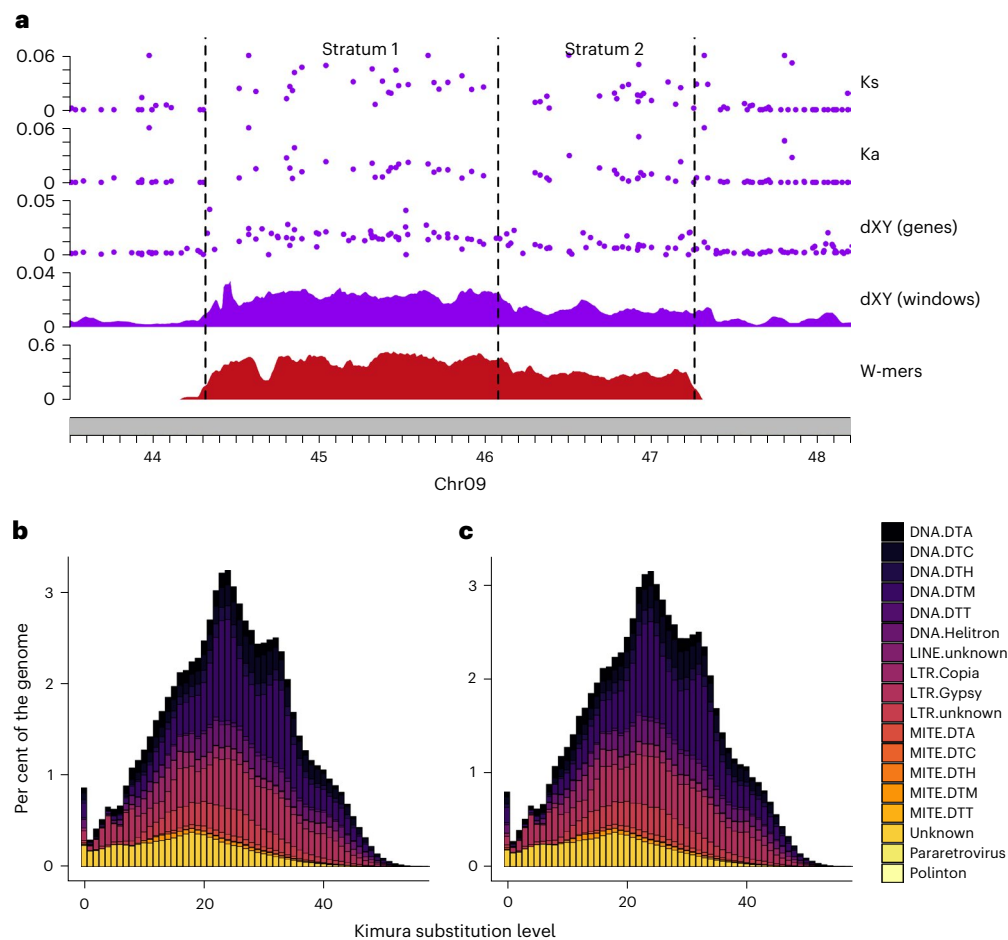 a
Stratum 1
Stratum 2
0.06
0
Ks
0.06
0
Ka
0.05
0
dXY (genes)
0.04
0
dXY (windows)
0.6
0
W-mers
44
45
46
47
48
Chr09
b
c
Per cent of the genome
3
2
1
0
0
20
40
3
2
1
0
0
20
40
Kimura substitution level
DNA.DTA
DNA.DTC
DNA.DTH
DNA.DTM
DNA.DTT
DNA.Helitron
LINE.unknown
LTR.Copia
LTR.Gypsy
LTR.unknown
MITE.DTA
MITE.DTC
MITE.DTH
MITE.DTM
MITE.DTT
Unknown
Pararetrovirus
Polinton